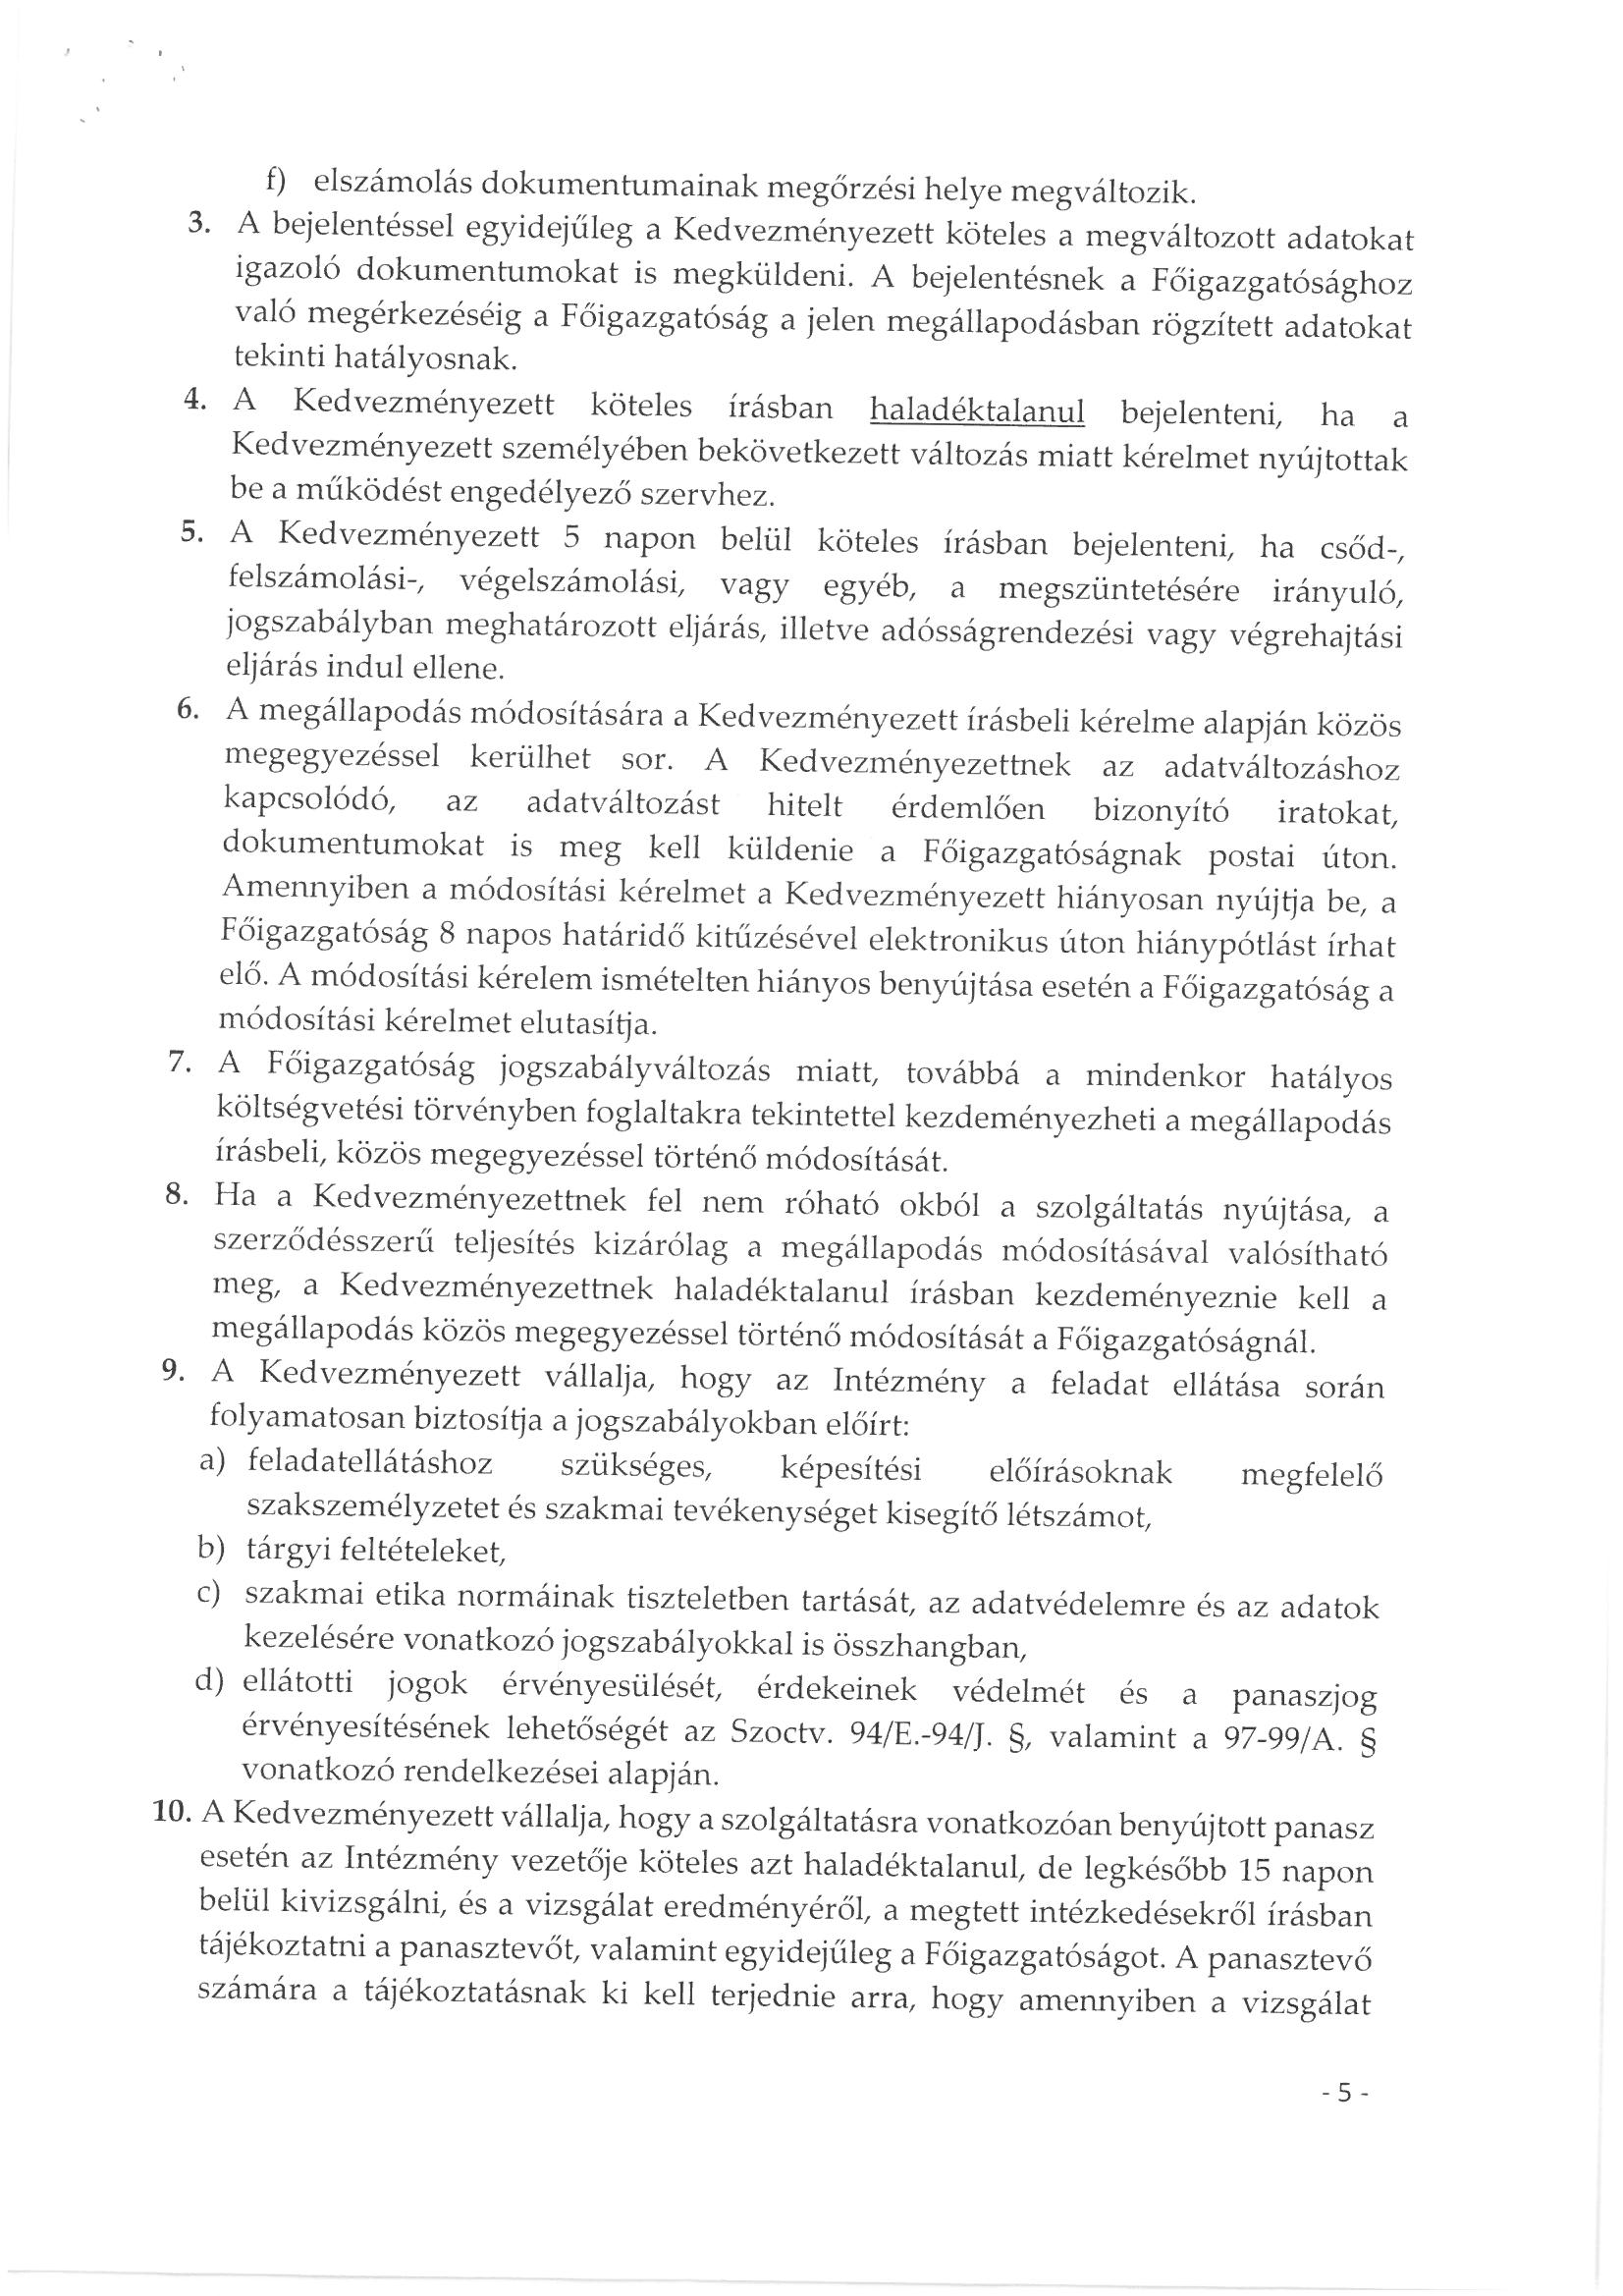 f) elszámolás dokumentumainak megőrzési helye megváltozik.
3. A bejelentéssel egyidejűleg a Kedvezményezett köteles a megváltozott adatokat
igazoló dokumentumokat is megküldeni. A bejelentésnek a Főigazgatósághoz
való megérkezéséig a Főigazgatóság a jelen megállapodásban rögzített adatokat
tekinti hatályosnak.
4. A Kedvezményezett köteles írásban haladéktalanul bejelenteni, ha a
Kedvezményezett személyében bekövetkezett változás miatt kérelmet nyújtottak
be a működést engedélyező szervhez.
5. A Kedvezményezett 5 napon belül köteles írásban bejelenteni, ha csőd-,
felszámolási-, végelszámolási, vagy egyéb, a megszüntetésére irányuló,
jogszabályban meghatározott eljárás, illetve adósságrendezési vagy végrehajtási
eljárás indul ellene.
6. A megállapodás módosítására a Kedvezményezett írásbeli kérelme alapján közös
megegyezéssel kerülhet sor. A Kedvezményezettnek az adatváltozáshoz
kapcsolódó, az adatváltozást hitelt érdemlően bizonyító iratokat,
dokumentumokat is meg kell küldenie a Főigazgatóságnak postai úton.
Amennyiben a módosítási kérelmet a Kedvezményezett hiányosan nyújtja be, a
Főigazgatóság 8 napos határidő kitűzésével elektronikus úton hiánypótlást írhat
elő. A módosítási kérelem ismételten hiányos benyújtása esetén a Főigazgatóság a
módosítási kérelmet elutasítja.
7. A Főigazgatóság jogszabályváltozás miatt, továbbá a mindenkor hatályos
költségvetési törvényben foglaltakra tekintettel kezdeményezheti a megállapodás
írásbeli, közös megegyezéssel történő módosítását.
8. Ha a Kedvezményezettnek fel nem róható okból a szolgáltatás nyújtása, a
szerződésszerű teljesítés kizárólag a megállapodás módosításával valósítható
meg, a Kedvezményezettnek haladéktalanul írásban kezdeményeznie kell a
megállapodás közös megegyezéssel történő módosítását a Főigazgatóságnál.
9. A Kedvezményezett vállalja, hogy az Intézmény a feladat ellátása során
folyamatosan biztosítja a jogszabályokban előírt:
a) feladatellátáshoz szükséges, képesítési előírásoknak megfelelő
szakszemélyzetet és szakmai tevékenységet kisegítő létszámot,
b) tárgyi feltételeket,
c) szakmai etika normáinak tiszteletben tartását, az adatvédelemre és az adatok
kezelésére vonatkozó jogszabályokkal is összhangban,
d) ellátotti jogok érvényesülését, érdekeinek védelmét és a panaszjog
érvényesítésének lehetőségét az Szoctv. 94/E.-94/J. §, valamint a 97-99/A. §
vonatkozó rendelkezései alapján.
10. A Kedvezményezett vállalja, hogy a szolgáltatásra vonatkozóan benyújtott panasz
esetén az Intézmény vezetője köteles azt haladéktalanul, de legkésőbb 15 napon
belül kivizsgálni, és a vizsgálat eredményéről, a megtett intézkedésekről írásban
tájékoztatni a panasztevőt, valamint egyidejűleg a Főigazgatóságot. A panasztevő
számára a tájékoztatásnak ki kell terjednie arra, hogy amennyiben a vizsgálat
- 5 -